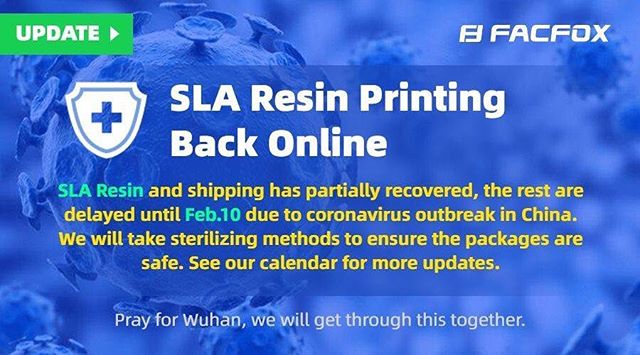 UPDATE
FACFOX
SLA Resin Printing
Back Online
SLA Resin and shipping has partially recovered, the rest are
delayed until Feb.10 due to coronavirus outbreak in China.
We will take sterilizing methods to ensure the packages are
safe. See our calendar for more updates.
Pray for Wuhan, we will get through this together.